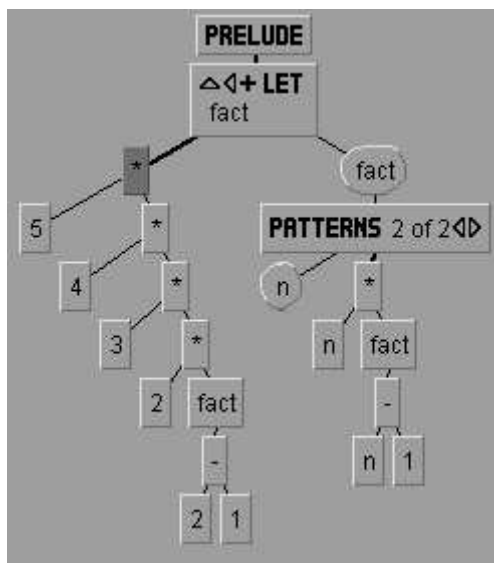 PRELUDE
△◁+ LET
fact
*
fact
5
*
PATTERNS 2 of 2◁▷
4
*
n
*
3
*
n
fact
2
fact
-
-
n
1
2
1